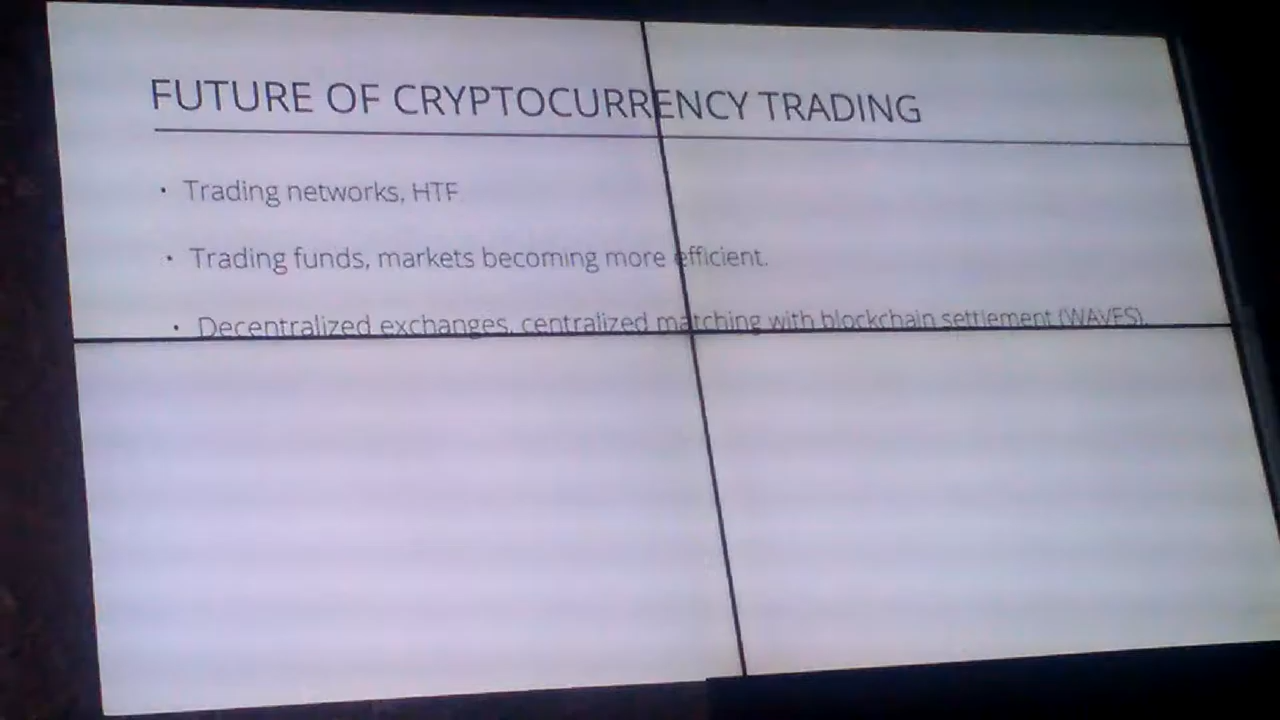 FUTURE OF CRYPTOCURRENCY TRADING
• Trading networks, HTF
• Trading funds, markets becoming more efficient.
• Decentralized exchanges, centralized matching with blockchain settlement (WAVES).